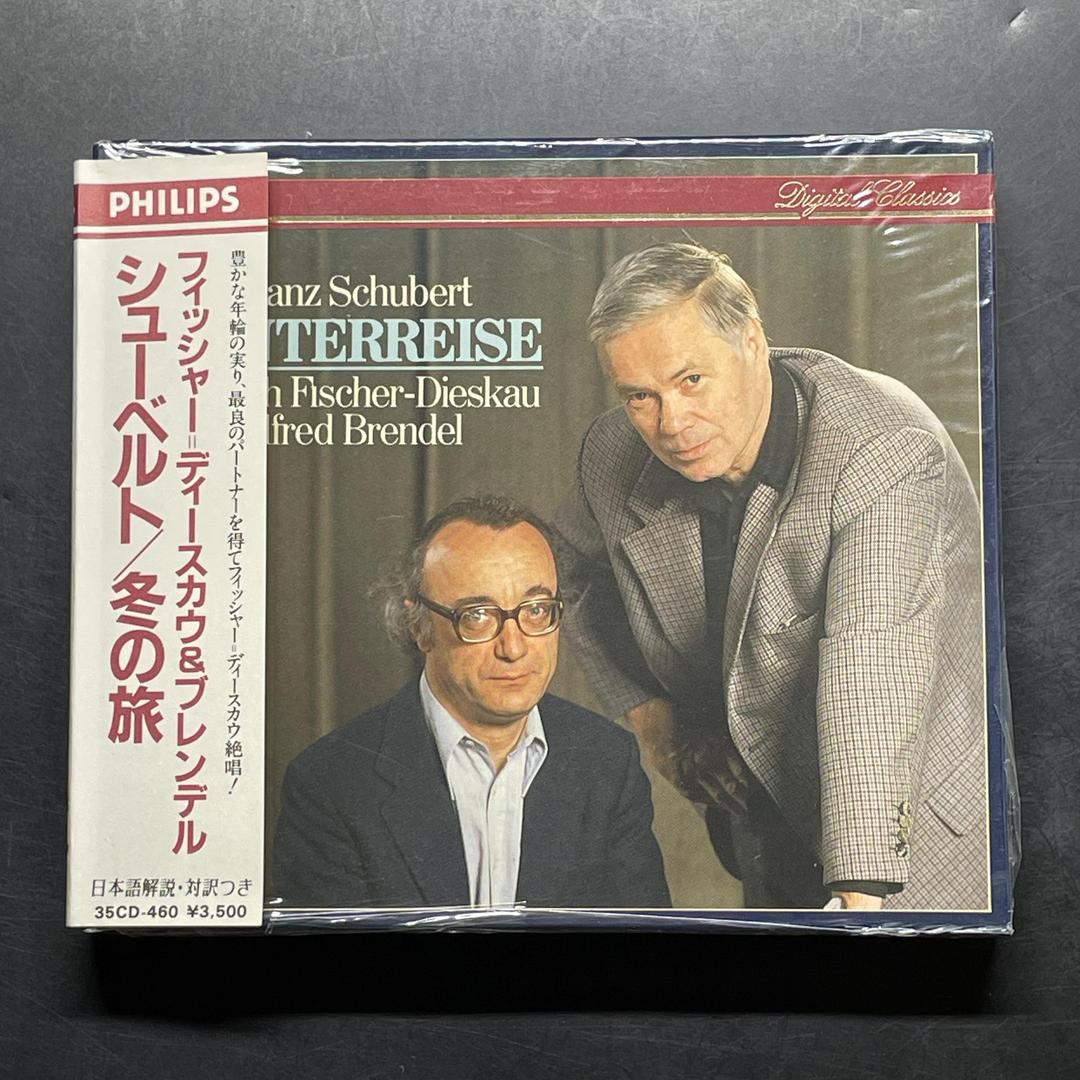 PHILIPS
豊かな年輪の実り、最良のパートナーを得てフィッシャー=ディースカウ絶唱!
フィッシャー=ディースカウ&ブレンデル
シューベルト/冬の旅
日本語解説・対訳つき
35CD-460 ¥3,500
Digital Classics
anz Schubert
TERREISE
Fischer-Dieskau
lfred Brendel